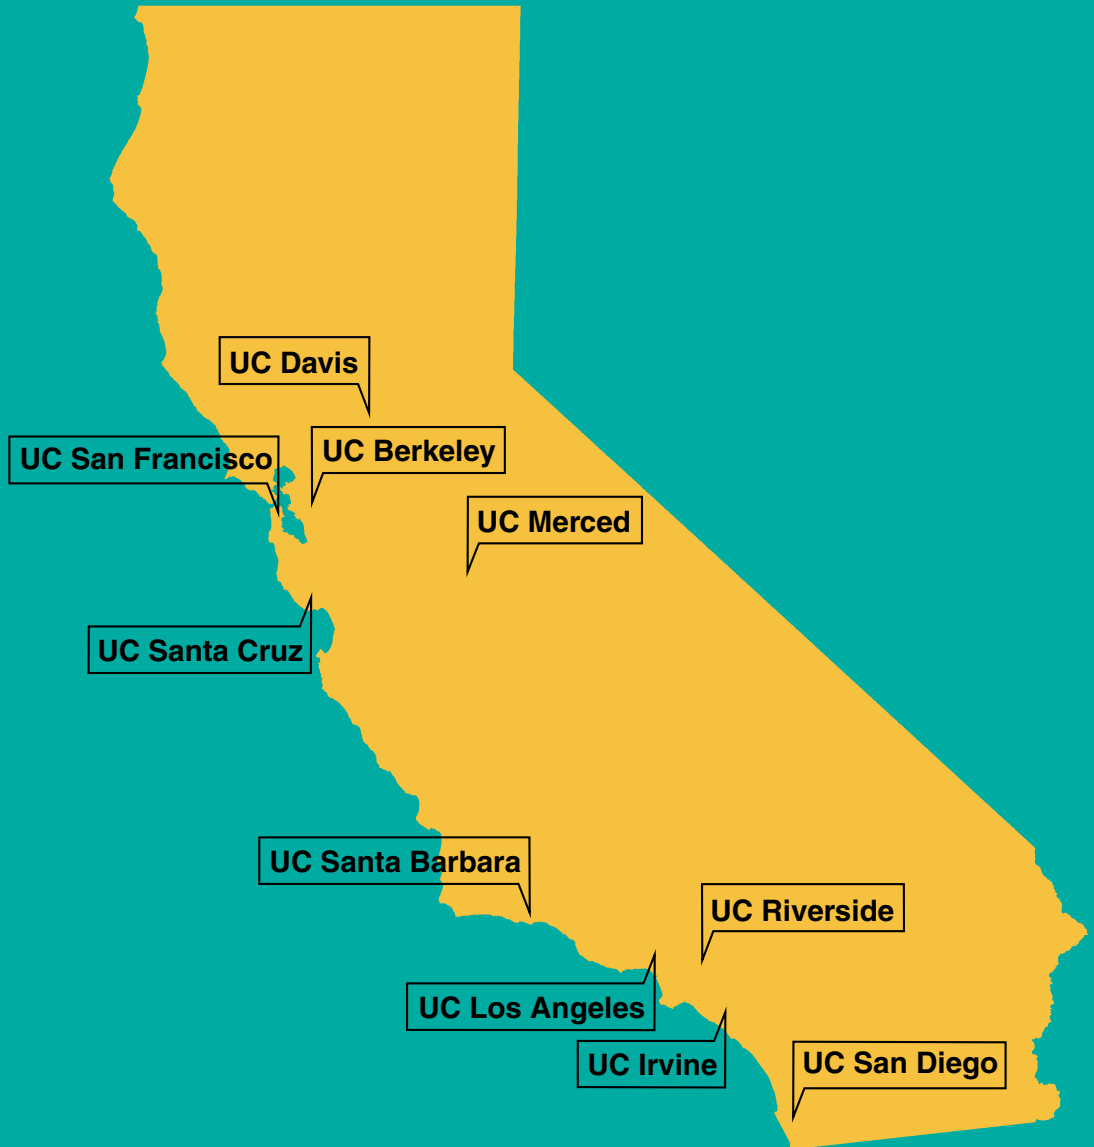 UC Davis
UC Berkeley
UC San Francisco
UC Merced
UC Santa Cruz
UC Santa Barbara
UC Riverside
UC Los Angeles
UC Irvine
UC San Diego